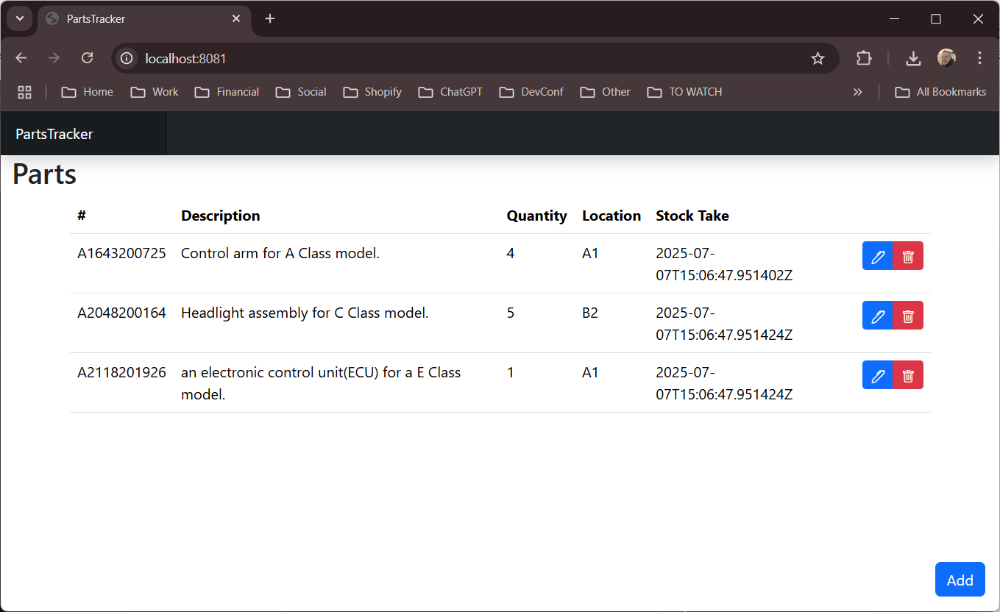 PartsTracker
localhost:8081
Home Work Financial Social Shopify ChatGPT DevConf Other TO WATCH All Bookmarks
PartsTracker
Parts
# Description Quantity Location Stock Take
A1643200725 Control arm for A Class model. 4 A1 2025-07-
07T15:06:47.951402Z
A2048200164 Headlight assembly for C Class model. 5 B2 2025-07-
07T15:06:47.951424Z
A2118201926 an electronic control unit(ECU) for a E Class 1 A1 2025-07-
model. 07T15:06:47.951424Z
Add